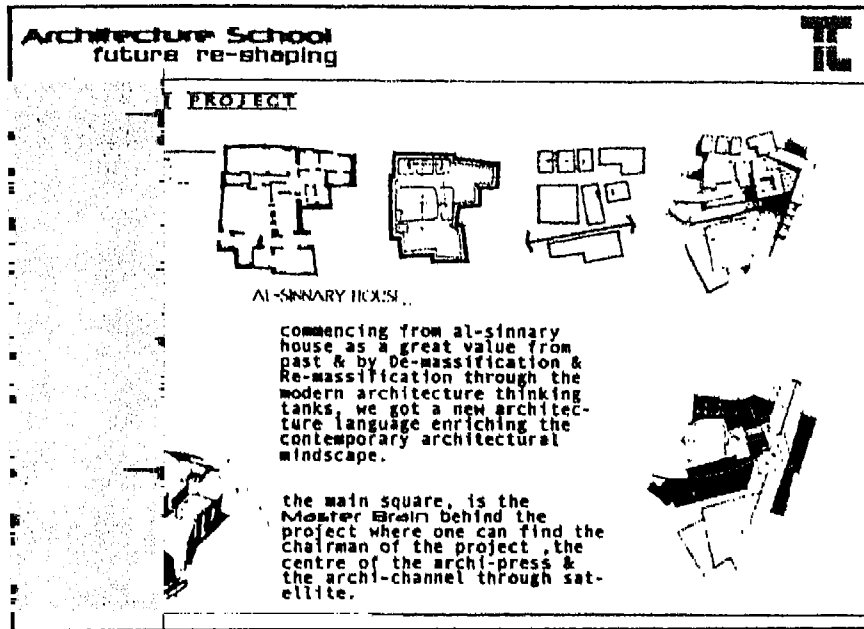 Architecture School
future re-shaping
PROJECT
AL-SINNARY HOUSE
commencing from al-sinnary
house as a great value from
past & by De-massification &
Re-massification through the
modern architecture thinking
tanks, we got a new architec-
ture language enriching the
contemporary architectural
mindscape.
the main square, is the
Master Brain behind the
project where one can find the
chairman of the project ,the
centre of the archi-press &
the archi-channel through sat-
ellite.